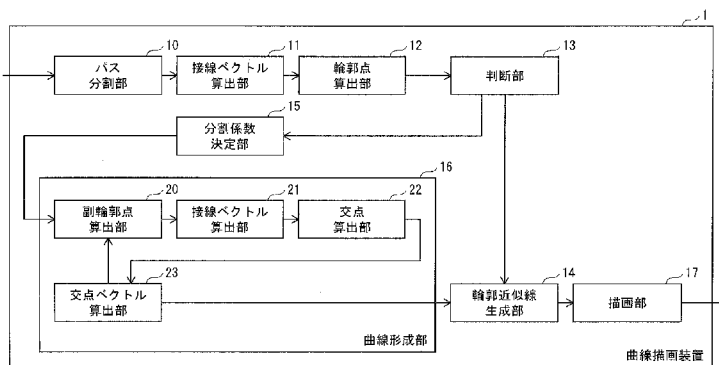 1
10
11
12
13
パス
分割部
接線ベクトル
算出部
輪郭点
算出部
判断部
15
分割係数
決定部
16
20
21
22
副輪郭点
算出部
接線ベクトル
算出部
交点
算出部
23
14
17
交点ベクトル
算出部
輪郭近似線
生成部
描画部
曲線形成部
曲線描画装置